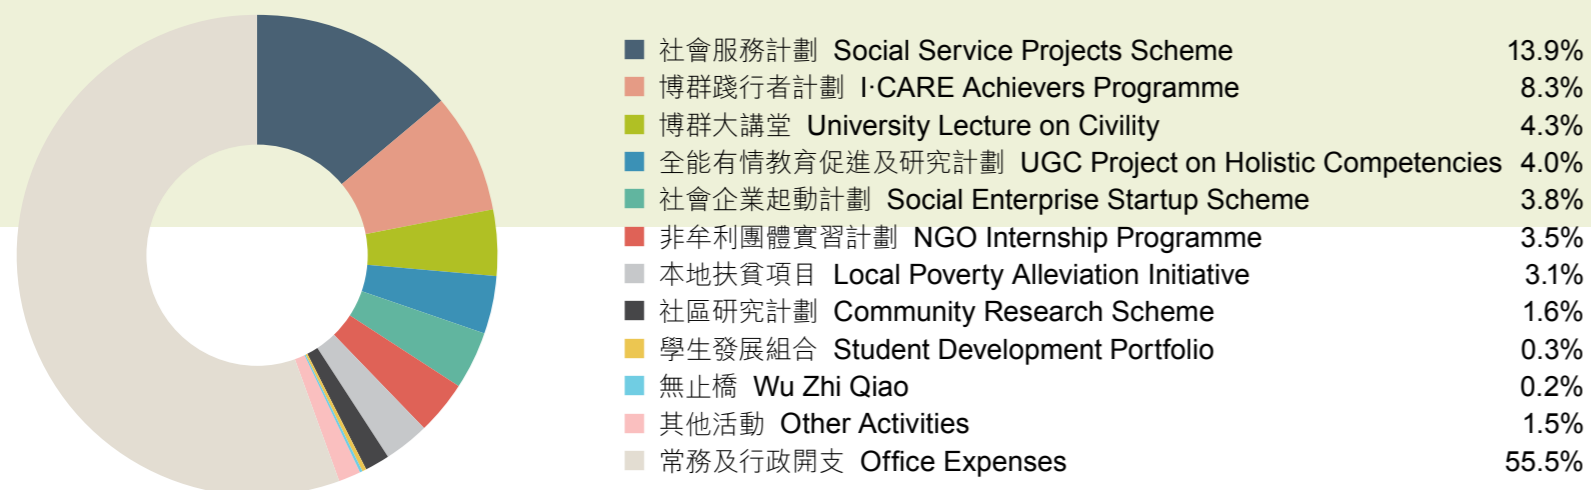 社會服務計劃 Social Service Projects Scheme 13.9%
博群踐行者計劃 I·CARE Achievers Programme 8.3%
博群大講堂 University Lecture on Civility 4.3%
全能有情教育促進及研究計劃 UGC Project on Holistic Competencies 4.0%
社會企業起動計劃 Social Enterprise Startup Scheme 3.8%
非牟利團體實習計劃 NGO Internship Programme 3.5%
本地扶貧項目 Local Poverty Alleviation Initiative 3.1%
社區研究計劃 Community Research Scheme 1.6%
學生發展組合 Student Development Portfolio 0.3%
無止橋 Wu Zhi Qiao 0.2%
其他活動 Other Activities 1.5%
常務及行政開支 Office Expenses 55.5%